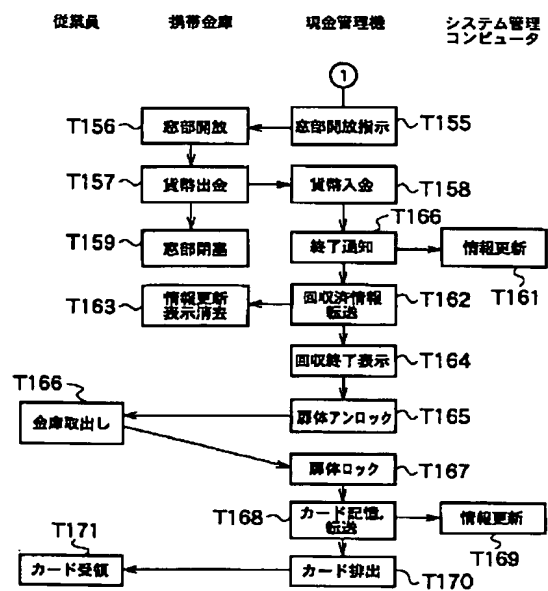 従業員
携帯金庫
現金管理機
システム管理
コンピュータ
1
T156
窓部開放
窓部開放指示
T155
T157
貨幣出金
貨幣入金
T158
T166
T159
窓部閉塞
終了通知
情報更新
T161
T163
情報更新
表示消去
回収済情報
転送
T162
回収終了表示
T164
T166
金庫取出し
扉体アンロック
T165
扉体ロック
T167
T168
カード記憶,
転送
情報更新
T169
T171
カード受領
カード排出
T170